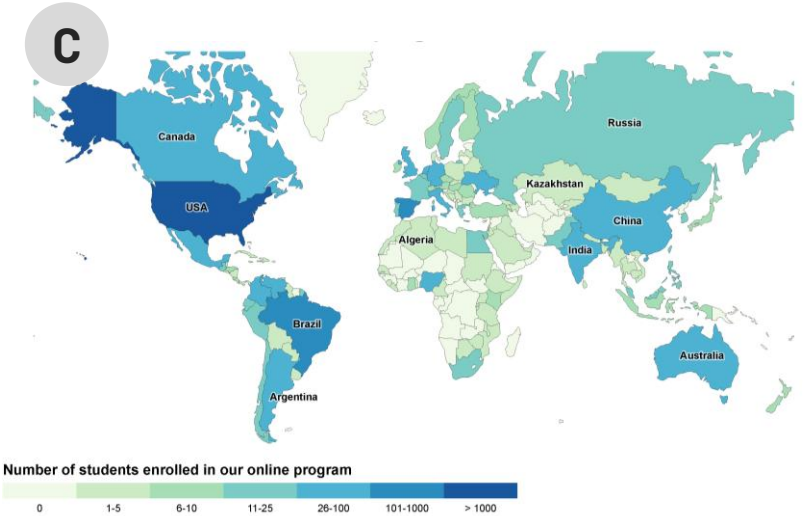 C
Canada
Russia
Kazakhstan
USA
China
Algeria
India
Brazil
Australia
Argentina
Number of students enrolled in our online program
0 1-5 6-10 11-25 26-100 101-1000 > 1000